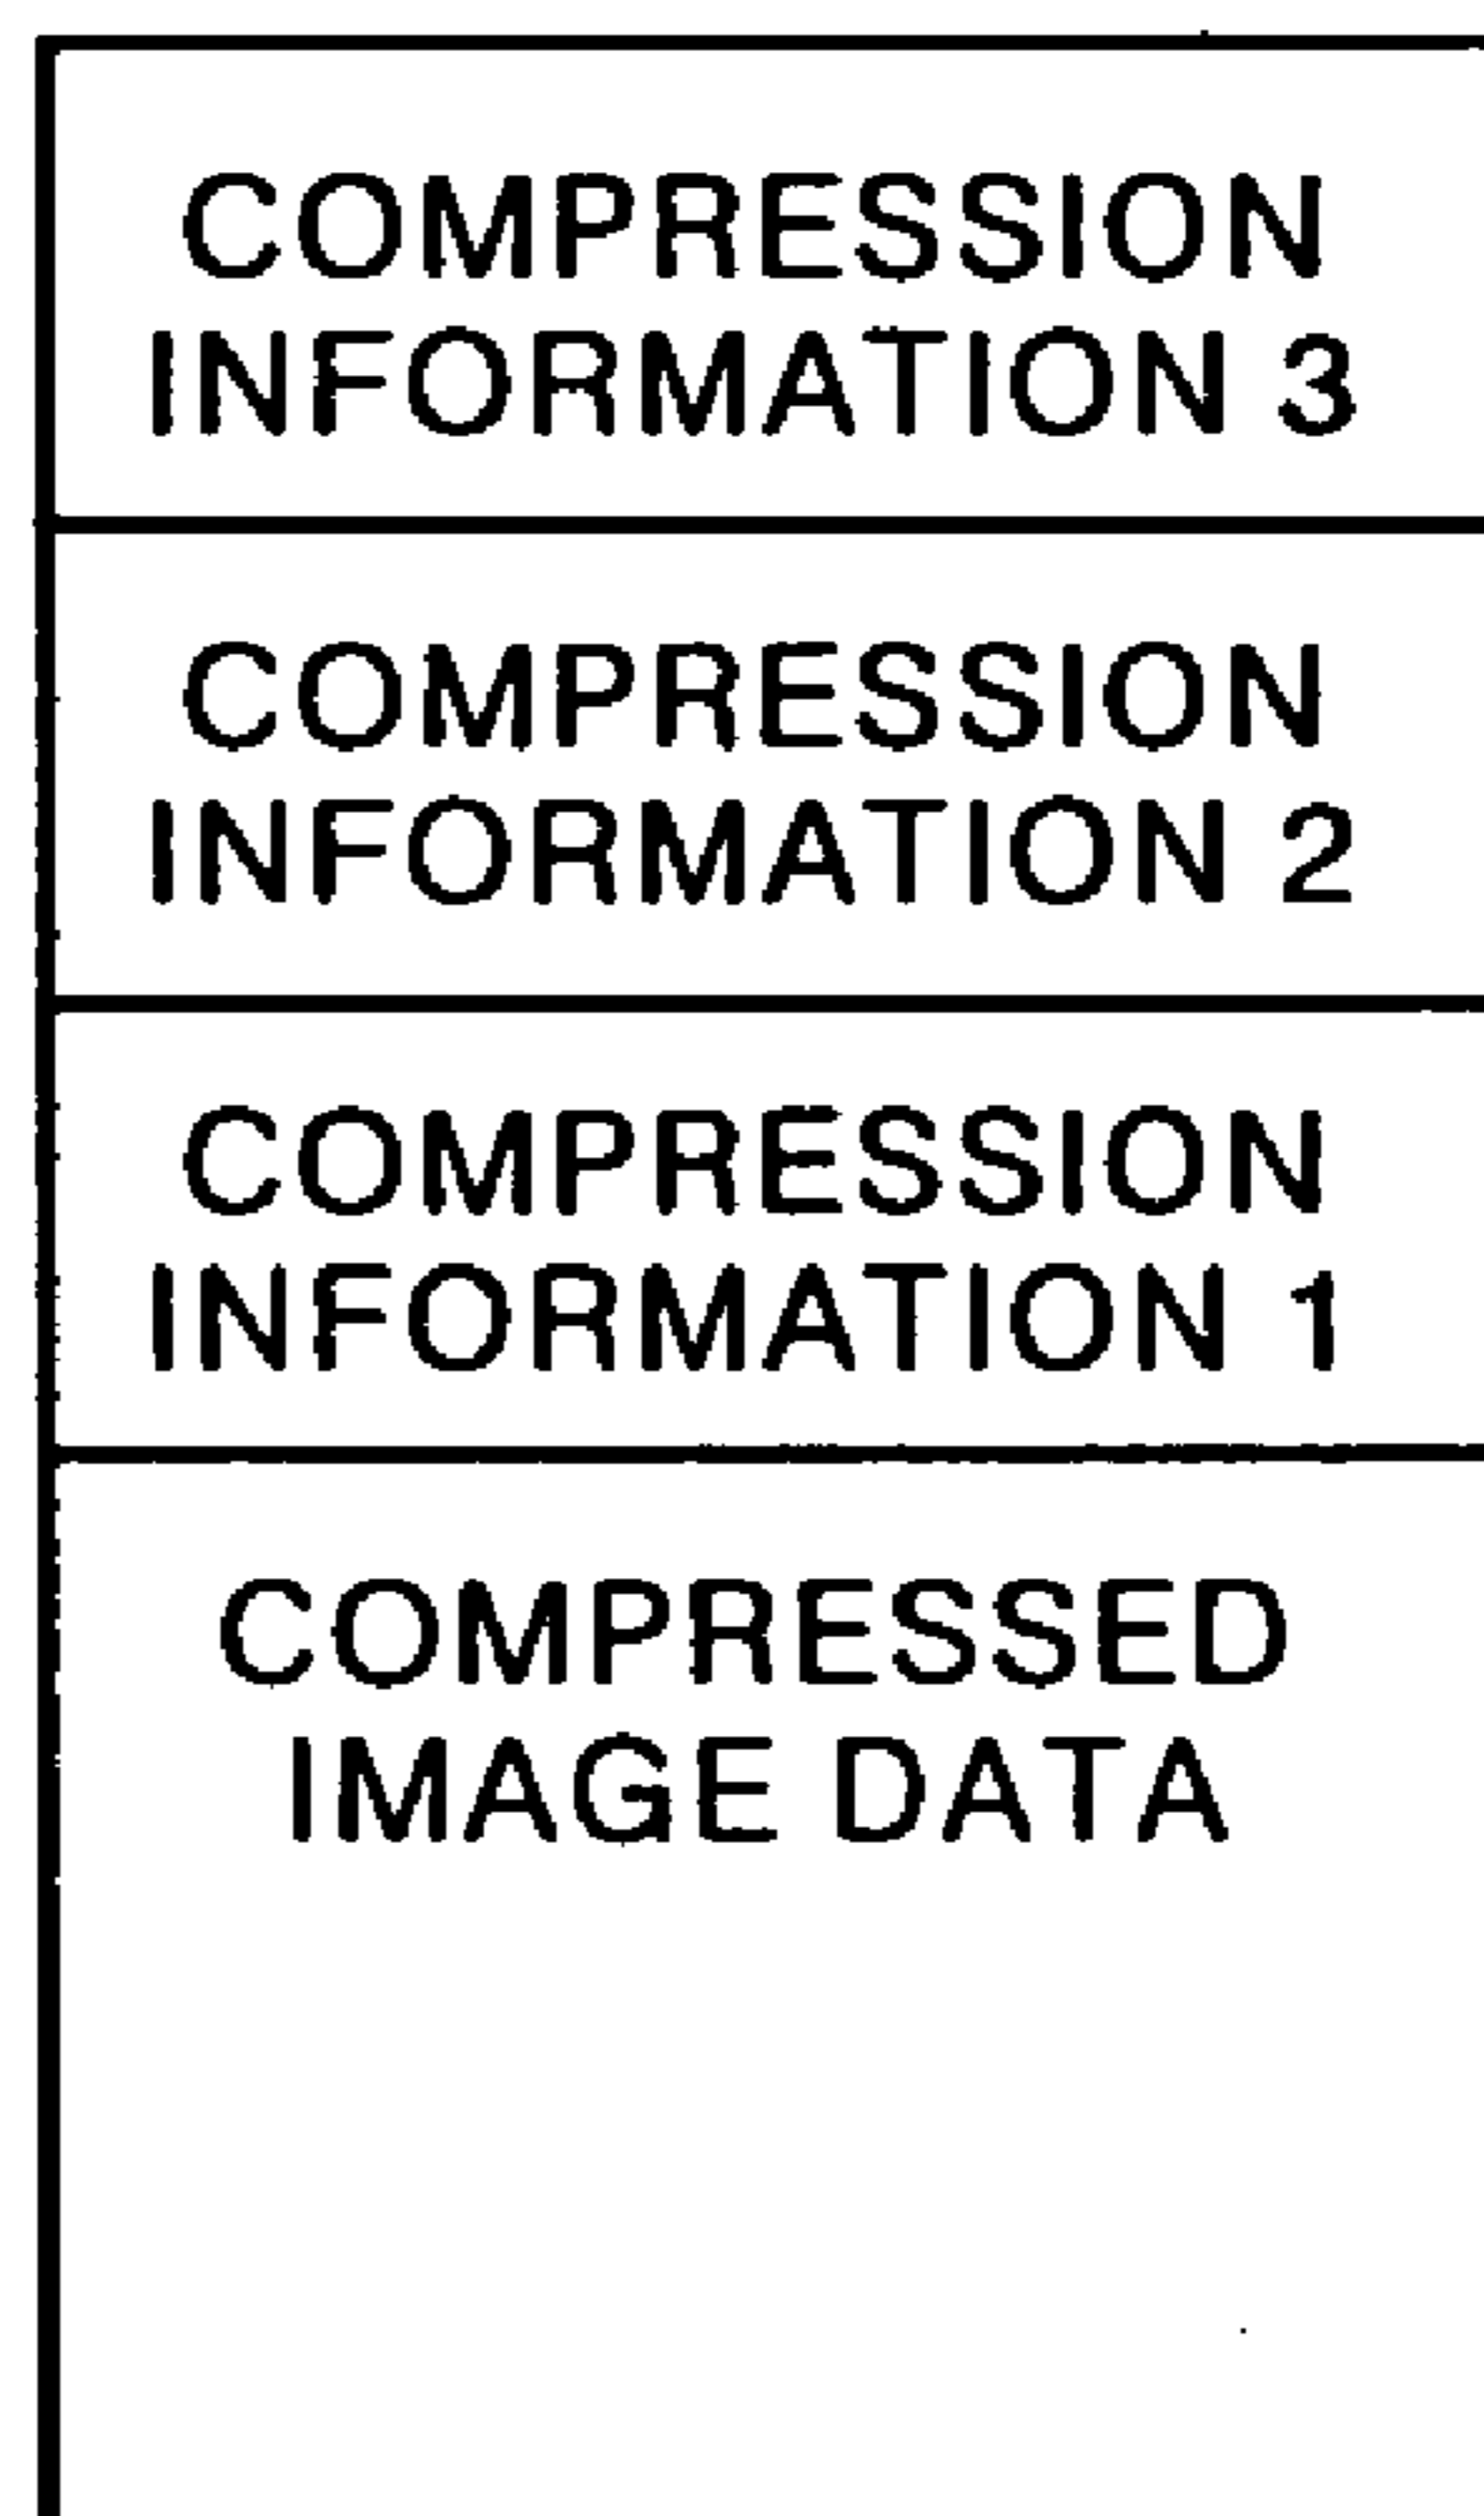 COMPRESSION
INFORMATION 3
COMPRESSION
INFORMATION 2
COMPRESSION
INFORMATION 1
COMPRESSED
IMAGE DATA